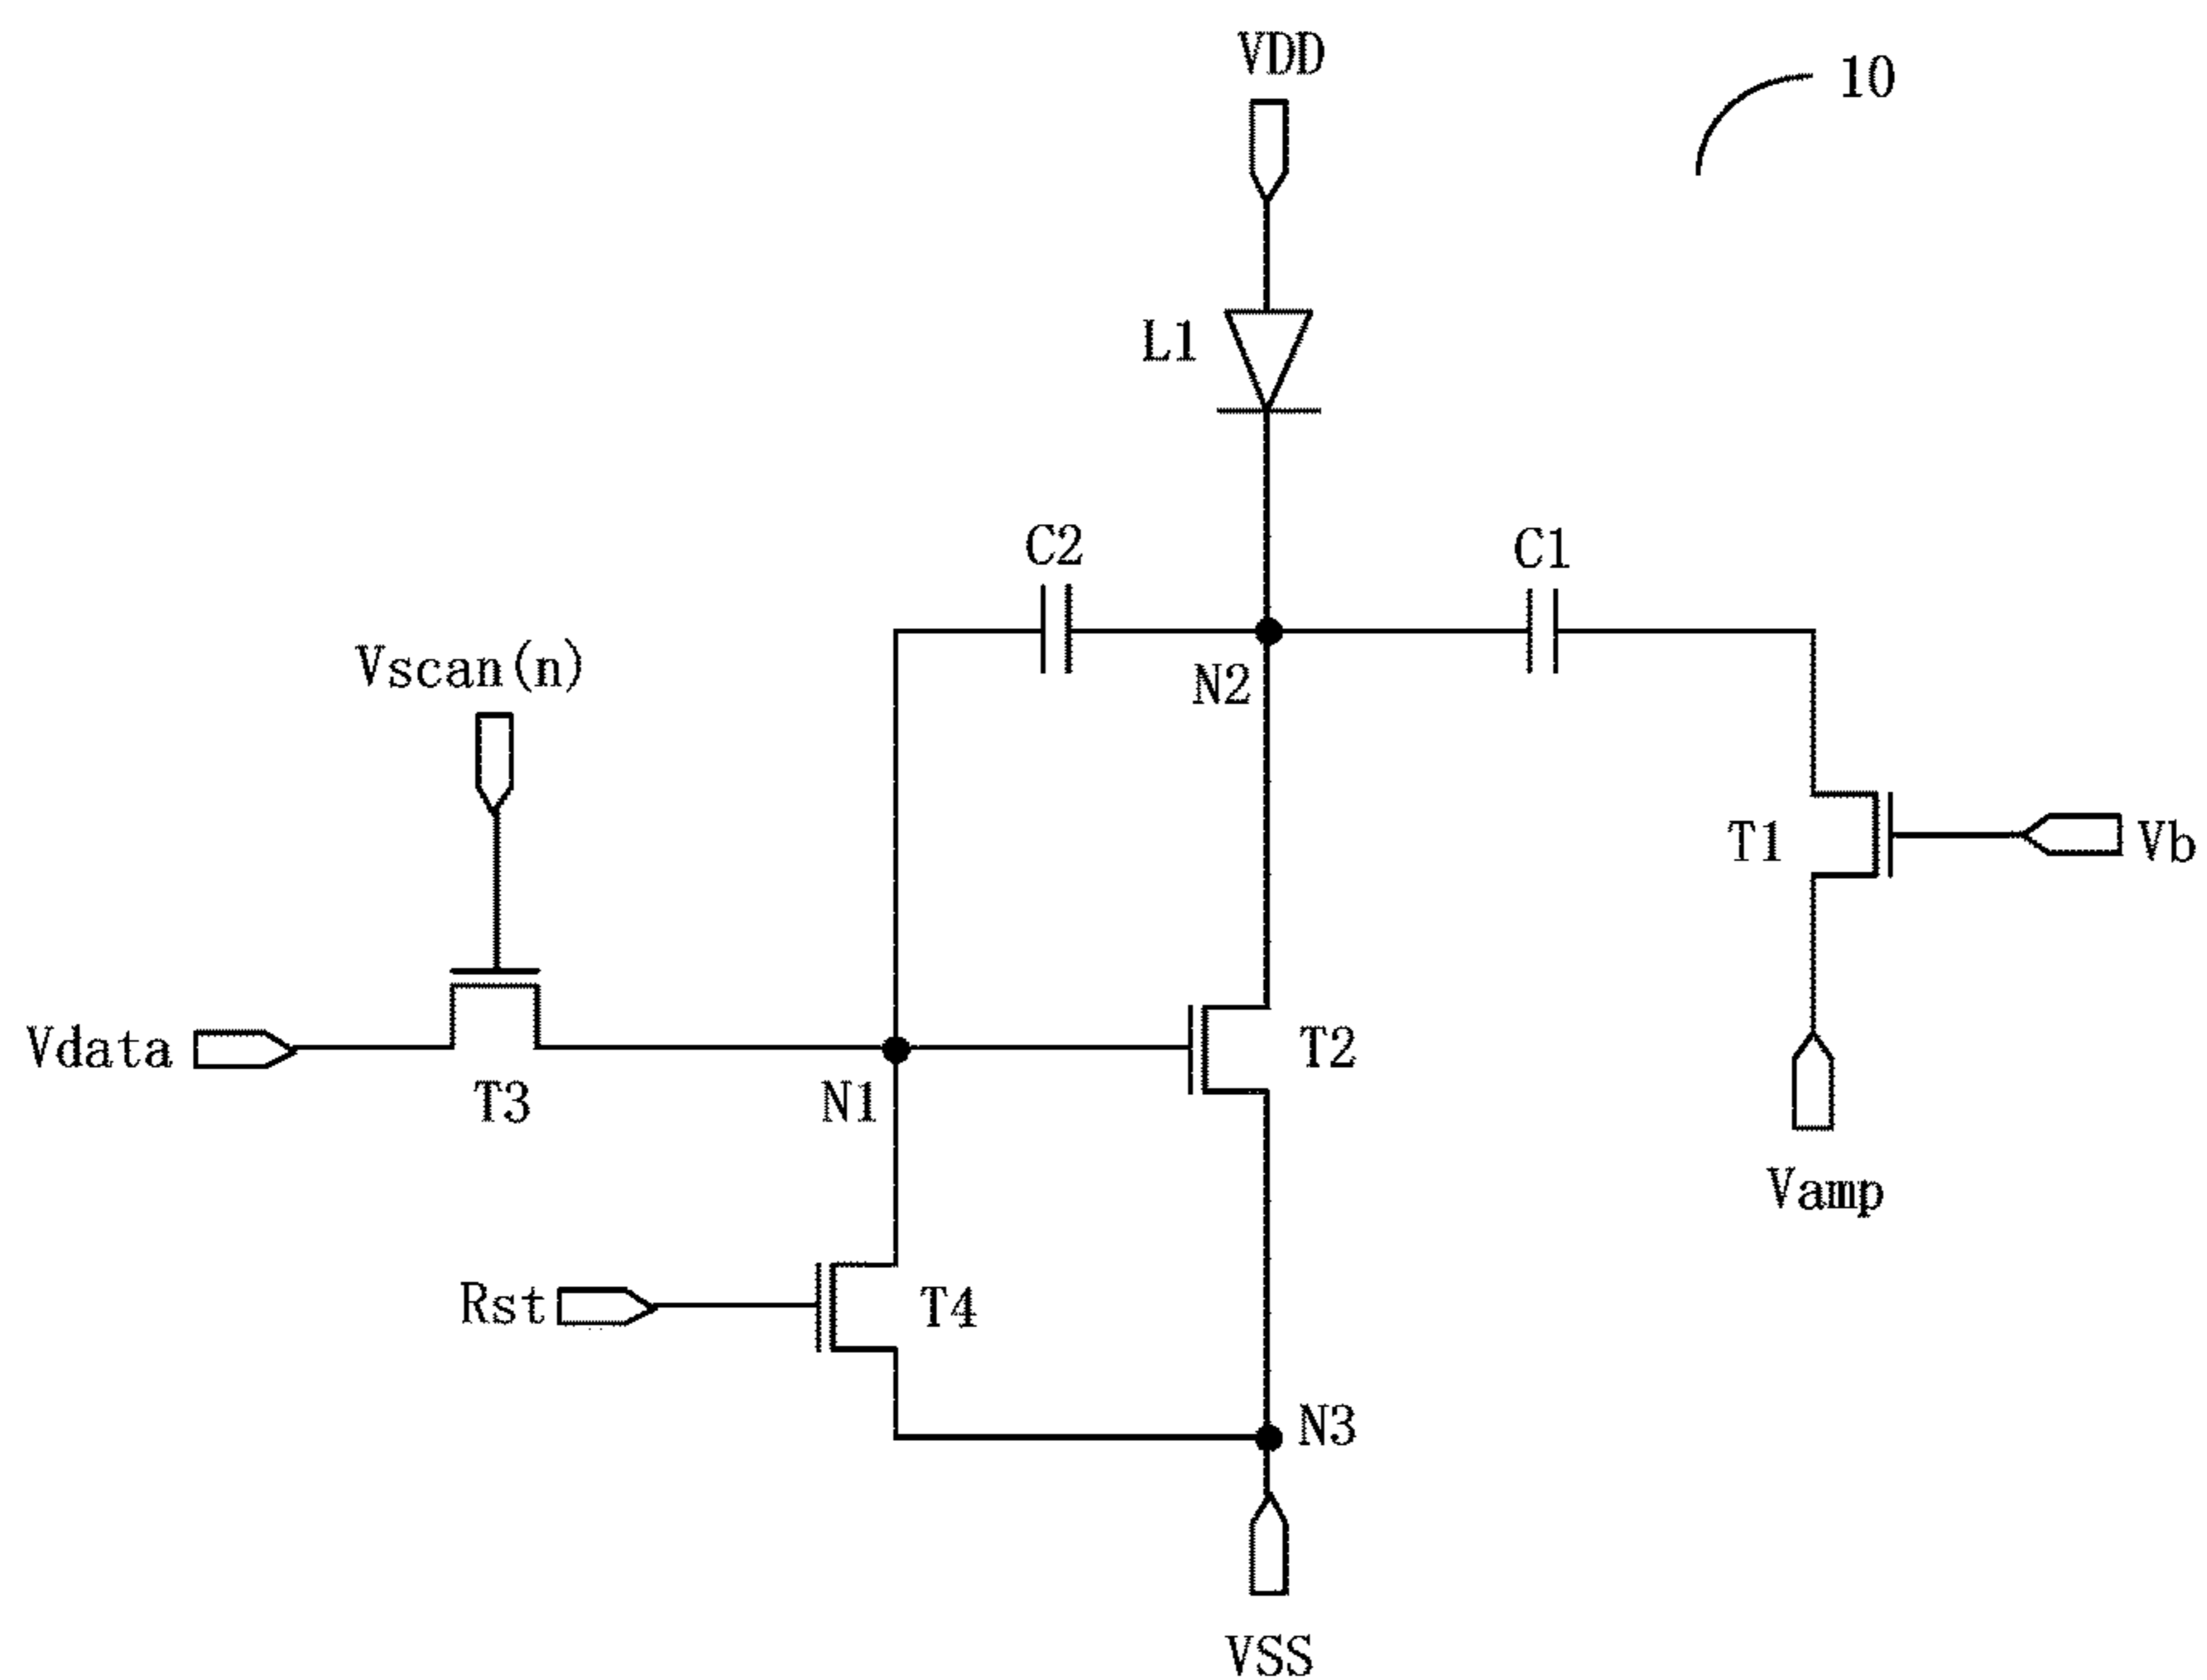 VDD
10
L1
C2
C1
Vscan(n)
N2
T1
Vb
Vdata
T3
N1
T2
Vamp
Rst
T4
N3
VSS